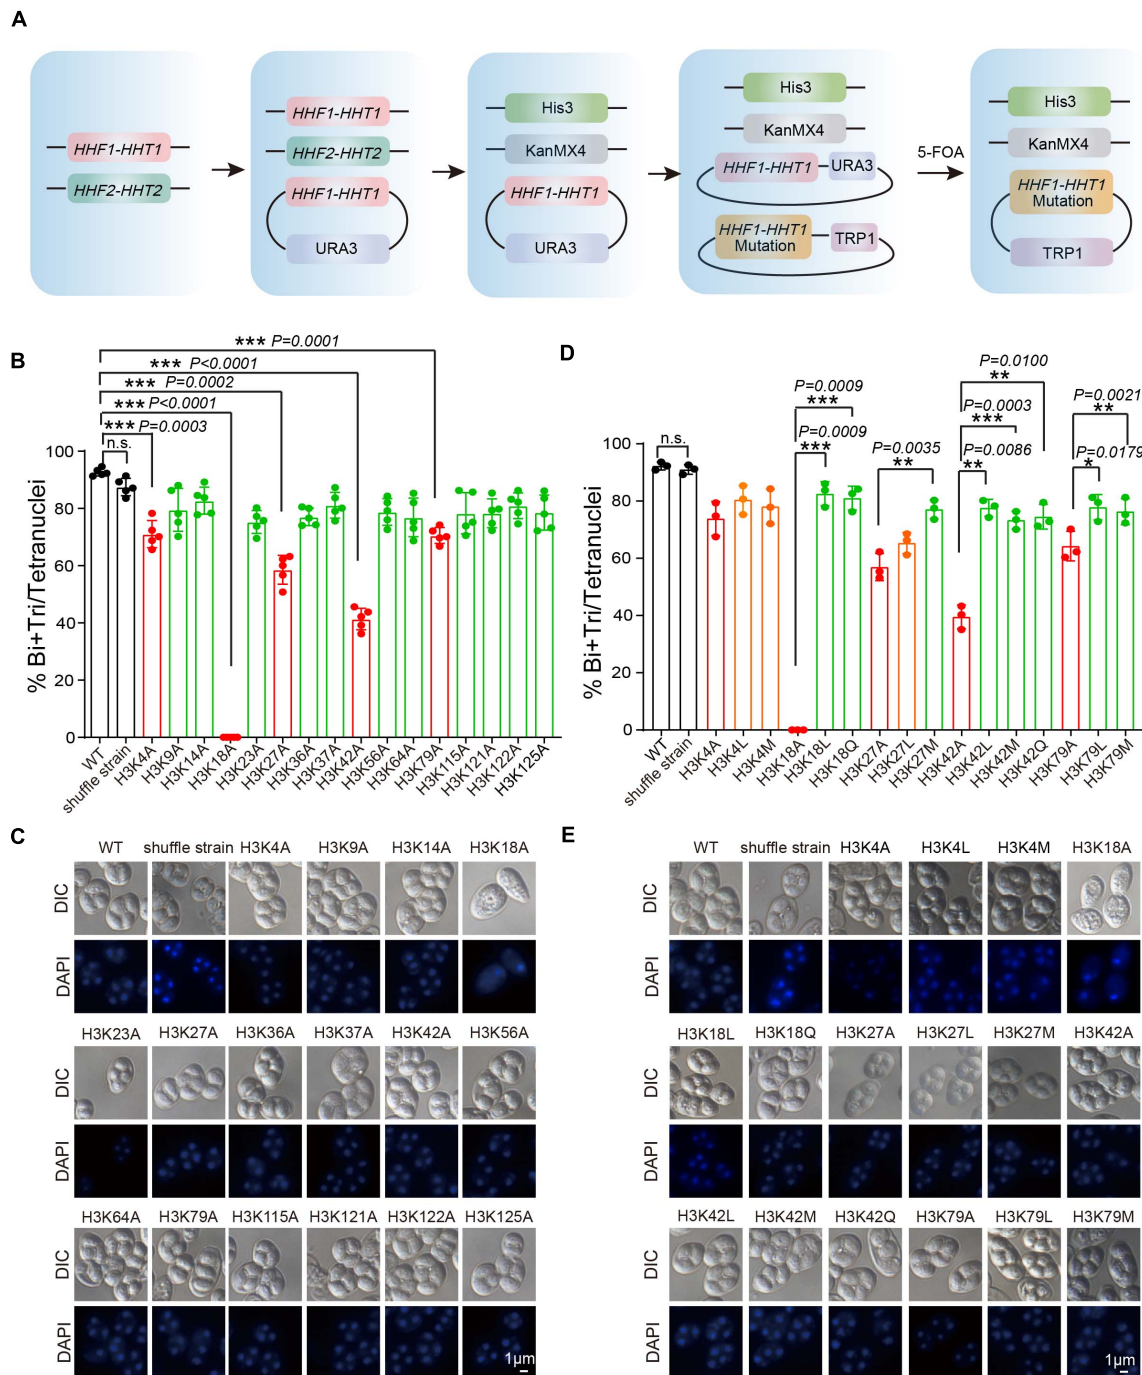 A
HHF1-HHT1
HHF2-HHT2
HHF1-HHT1
HHF2-HHT2
HHF1-HHT1
URA3
His3
KanMX4
HHF1-HHT1
URA3
His3
KanMX4
HHF1-HHT1
URA3
HHF1-HHT1
Mutation
TRP1
5-FOA
His3
KanMX4
HHF1-HHT1
Mutation
TRP1
B
*** P=0.0001
*** P<0.0001
*** P=0.0002
*** P<0.0001
*** P=0.0003
n.s.
% Bi+Tri/Tetranuclei
100
80
60
40
20
0
WT
shuffle strain
H3K4A
H3K9A
H3K14A
H3K18A
H3K23A
H3K27A
H3K36A
H3K37A
H3K42A
H3K56A
H3K64A
H3K79A
H3K115A
H3K121A
H3K122A
H3K125A
D
P=0.0100
**
P=0.0009
***
P=0.0009
***
P=0.0003
***
P=0.0021
**
P=0.0035
**
P=0.0086
**
P=0.0179
*
n.s.
% Bi+Tri/Tetranuclei
100
80
60
40
20
0
WT
shuffle strain
H3K4A
H3K4L
H3K4M
H3K18A
H3K18L
H3K18Q
H3K27A
H3K27L
H3K27M
H3K42A
H3K42L
H3K42M
H3K42Q
H3K79A
H3K79L
H3K79M
C
WT shuffle strain H3K4A H3K9A H3K14A H3K18A
DIC
DAPI
H3K23A H3K27A H3K36A H3K37A H3K42A H3K56A
DIC
DAPI
H3K64A H3K79A H3K115A H3K121A H3K122A H3K125A
DIC
DAPI
1μm
E
WT shuffle strain H3K4A H3K4L H3K4M H3K18A
DIC
DAPI
H3K18L H3K18Q H3K27A H3K27L H3K27M H3K42A
DIC
DAPI
H3K42L H3K42M H3K42Q H3K79A H3K79L H3K79M
DIC
DAPI
1μm